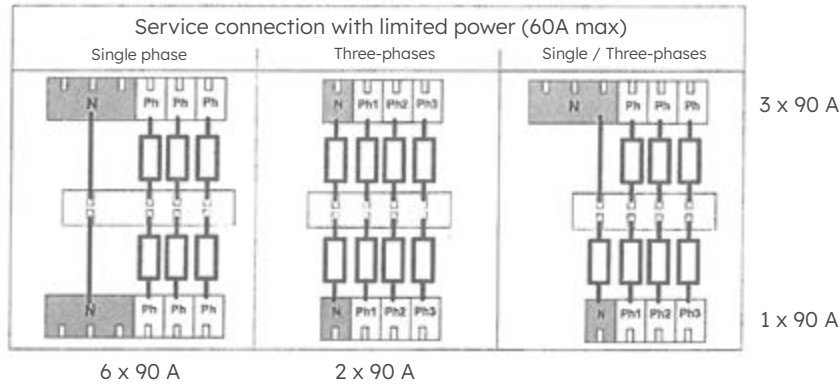 Service connection with limited power (60A max)
Single phase Three-phases Single / Three-phases
N Ph Ph Ph N Ph1 Ph2 Ph3 N Ph Ph Ph
3 x 90 A
N Ph Ph Ph N Ph1 Ph2 Ph3 N Ph1 Ph2 Ph3
1 x 90 A
6 x 90 A 2 x 90 A